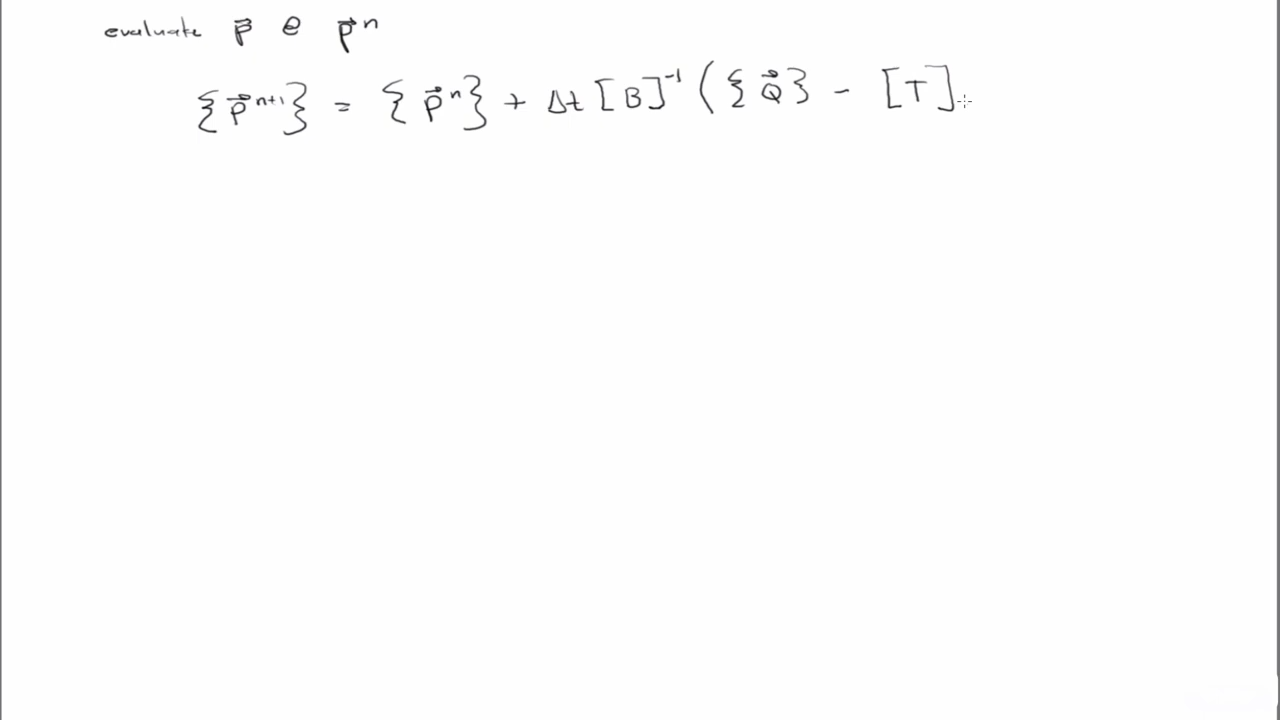 evaluate p⃗ @ p⃗ⁿ
{p⃗ⁿ⁺¹} = {p⃗ⁿ} + Δt [B]⁻¹ ({Q⃗} - [T]